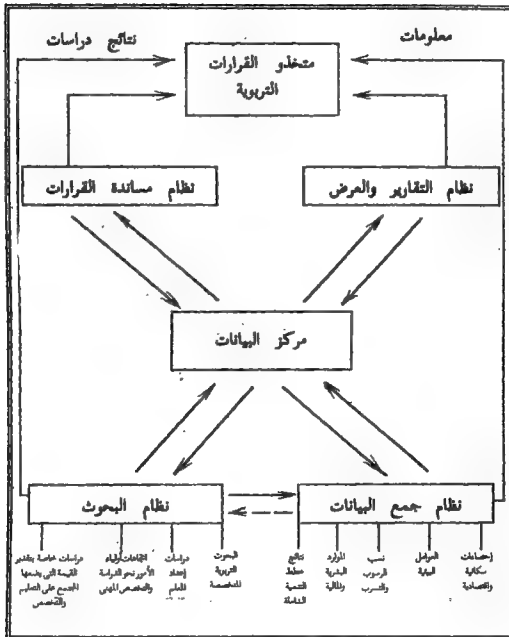 معلومات
نتائج دراسات
متخذو القرارات
التربوية
نظام التقارير والعرض
نظام مساندة القرارات
مركز البيانات
نظام جمع البيانات
نظام البحوث
إحصاءات
سكانية
واقتصادية
العوامل
البيئية
نسب
الرسوب
والتسرب
الموارد
البشرية
والمالية
نتائج
خطط
التنمية
الشاملة
البحوث
التربوية
المتخصصة
دراسات
إعداد
المعلم
اتجاهات أولياء
الأمور نحو الدراسة
والتخصص المهني
دراسات خاصة بتقدير
القيمة التي يضعها
المجتمع على التعليم
والتخصص